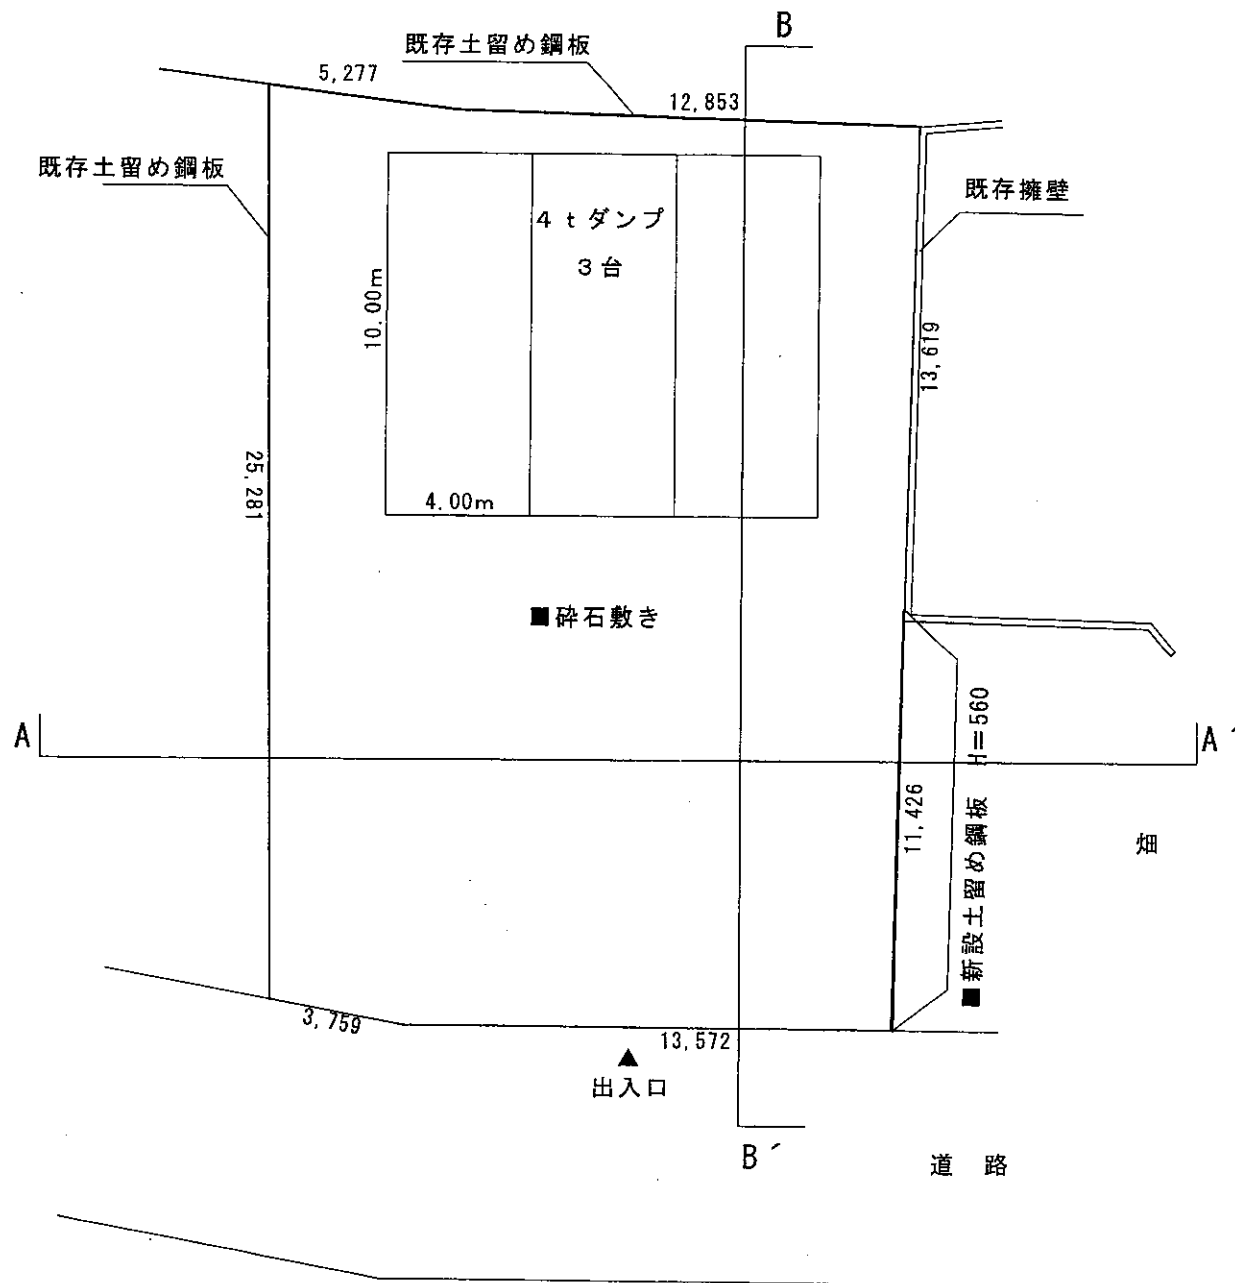 B
既存土留め鋼板
5,277
12,853
既存土留め鋼板
既存擁壁
4tダンプ
3台
10.00m
13,619
25,281
4.00m
■砕石敷き
A
A´
■新設土留め鋼板 H=560
11,426
畑
3,759
13,572
▲
出入口
B´
道 路